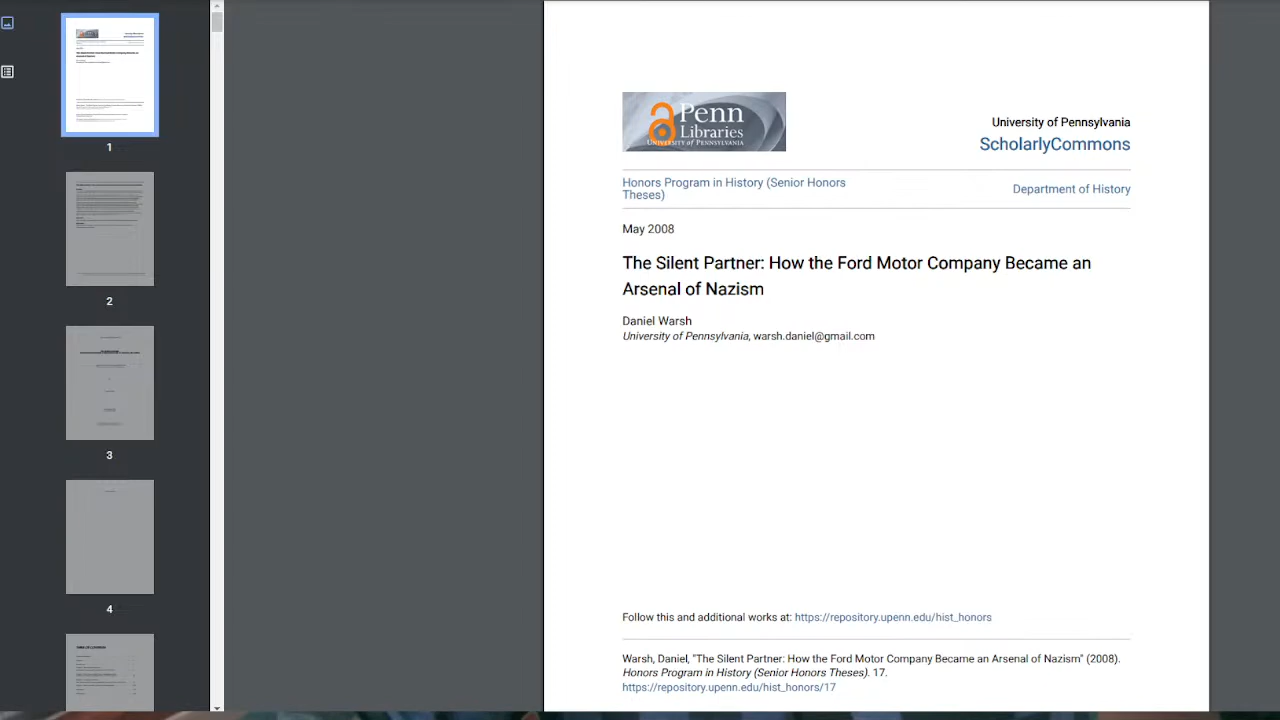 1
2
3
4
Penn
Libraries
UNIVERSITY of PENNSYLVANIA
University of Pennsylvania
ScholarlyCommons
Honors Program in History (Senior Honors
Theses)
Department of History
May 2008
The Silent Partner: How the Ford Motor Company Became an
Arsenal of Nazism
Daniel Warsh
University of Pennsylvania, warsh.daniel@gmail.com
Follow this and additional works at: https://repository.upenn.edu/hist_honors
Warsh, Daniel, "The Silent Partner: How the Ford Motor Company Became an Arsenal of Nazism" (2008).
Honors Program in History (Senior Honors Theses). 17.
https://repository.upenn.edu/hist_honors/17